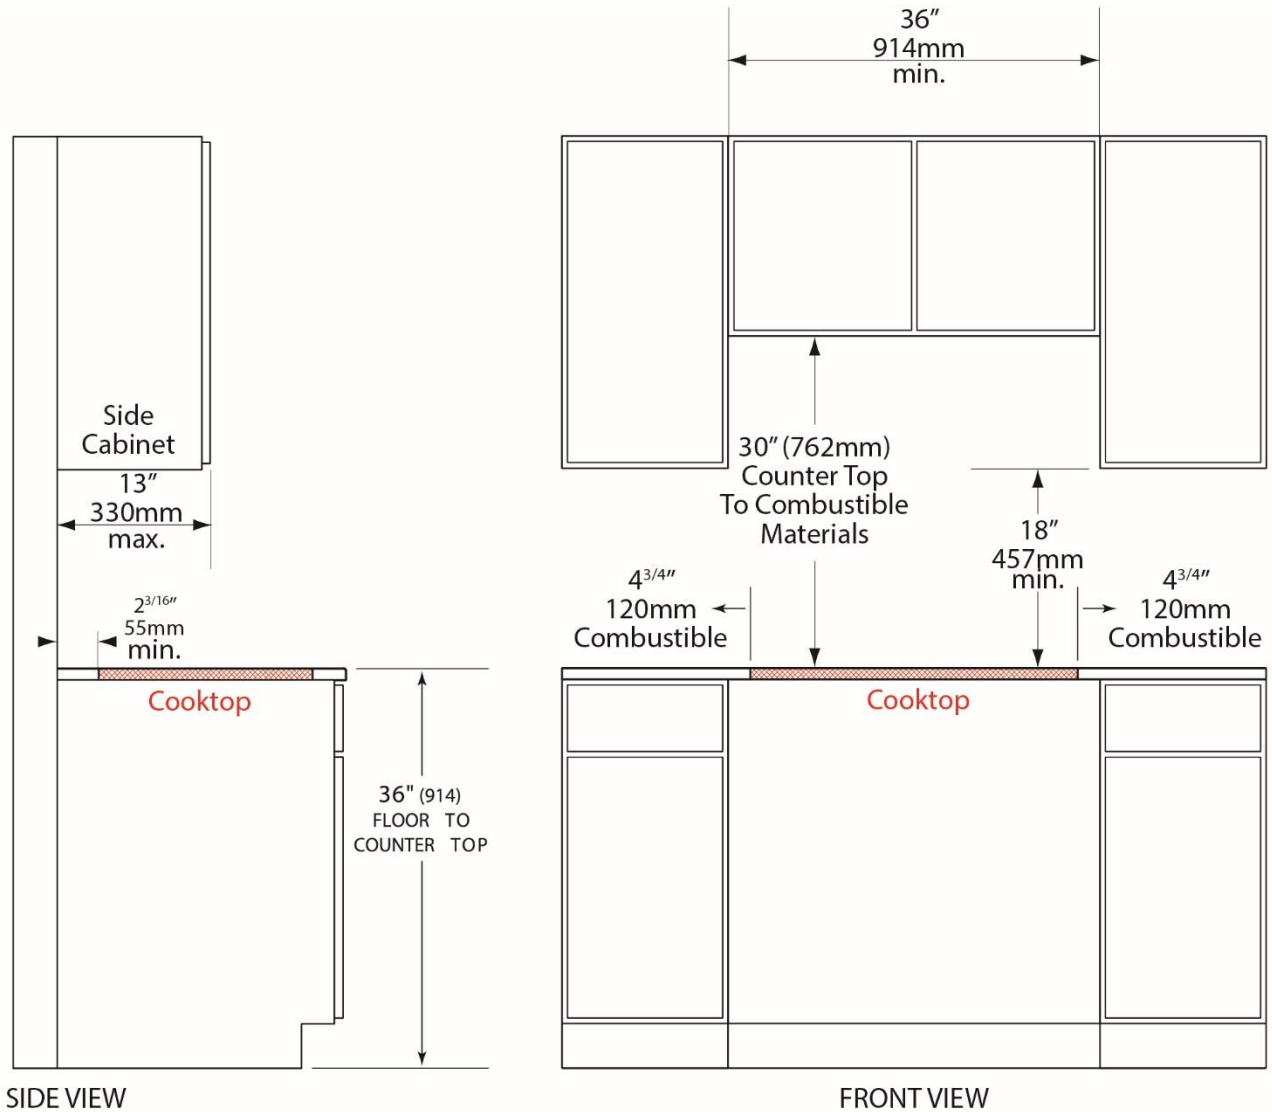 36″
914mm
min.
Side
Cabinet
13″
330mm
max.
2 3/16″
55mm
min.
Cooktop
36" (914)
FLOOR TO
COUNTER TOP
30″ (762mm)
Counter Top
To Combustible
Materials
18″
457mm
min.
4 3/4″
120mm
Combustible
4 3/4″
120mm
Combustible
Cooktop
SIDE VIEW
FRONT VIEW